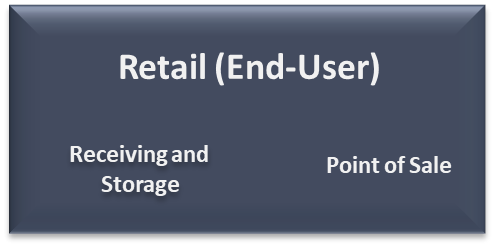 Retail (End-User)
Receiving and
Storage
Point of Sale